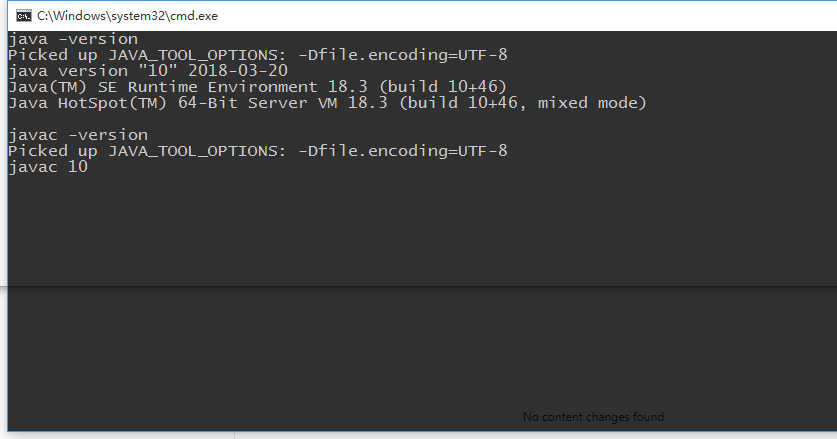 C:\Windows\system32\cmd.exe
java -version
Picked up JAVA_TOOL_OPTIONS: -Dfile.encoding=UTF-8
java version "10" 2018-03-20
Java(TM) SE Runtime Environment 18.3 (build 10+46)
Java HotSpot(TM) 64-Bit Server VM 18.3 (build 10+46, mixed mode)
javac -version
Picked up JAVA_TOOL_OPTIONS: -Dfile.encoding=UTF-8
javac 10
No content changes found